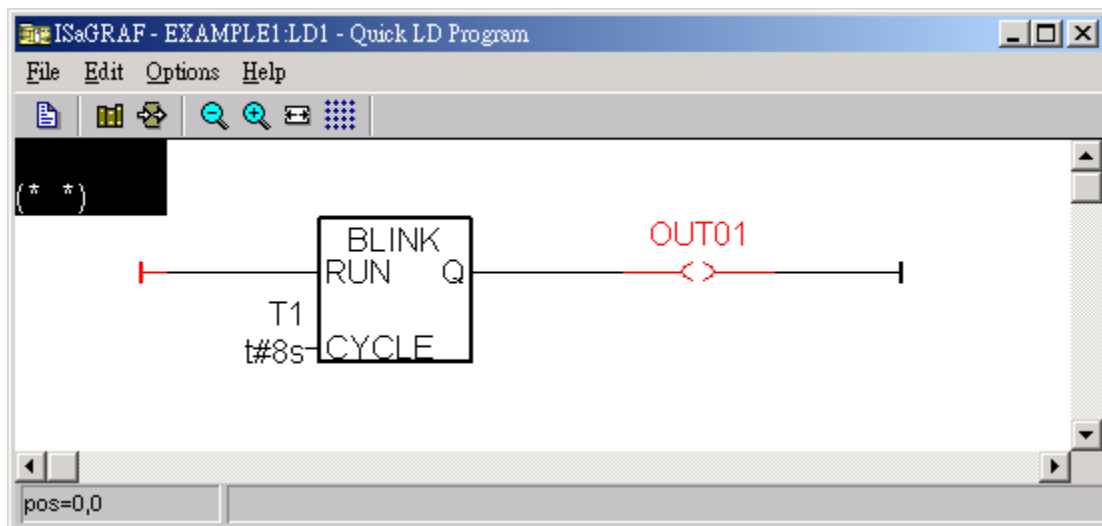 ISaGRAF - EXAMPLE1:LD1 - Quick LD Program
File Edit Options Help
(* *)
BLINK
OUT01
RUN Q
T1
t#8s CYCLE
pos=0,0